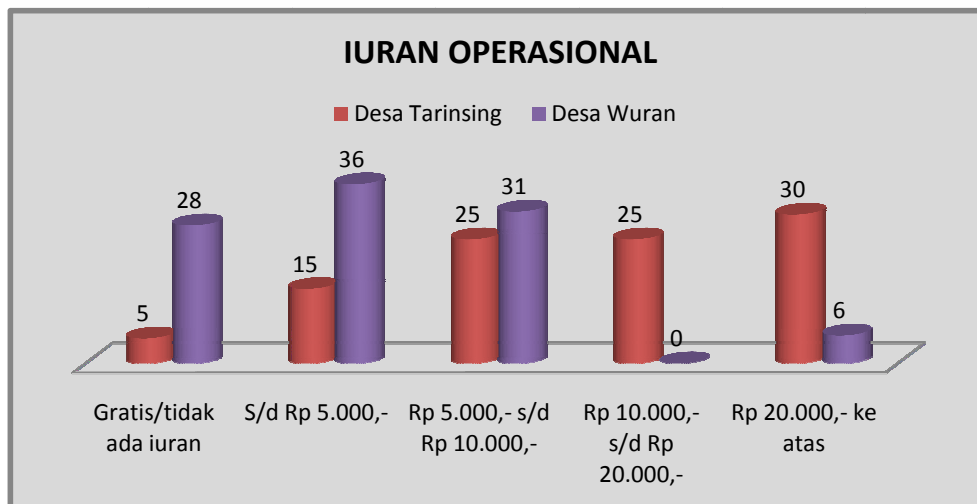 IURAN OPERASIONAL
Desa Tarinsing Desa Wuran
5
28
15
36
25
31
25
0
30
6
Gratis/tidak
ada iuran
S/d Rp 5.000,-
Rp 5.000,- s/d
Rp 10.000,-
Rp 10.000,-
s/d Rp
20.000,-
Rp 20.000,- ke
atas